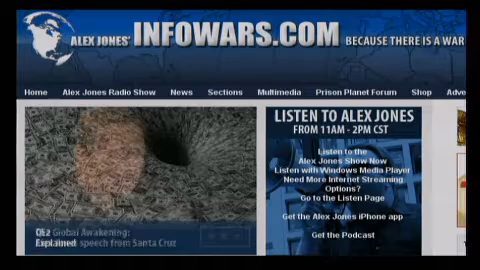 ALEX JONES' INFOWARS.COM BECAUSE THERE IS A WAR
Home Alex Jones Radio Show News Sections Multimedia Prison Planet Forum Shop Adve
LISTEN TO ALEX JONES
FROM 11AM - 2PM CST
Listen to the
Alex Jones Show Now
Listen with Windows Media Player
Need More Internet Streaming
Options?
Go to the Listen Page
Get the Alex Jones iPhone app
Get the Podcast
Global Awakening:
Explained speech from Santa Cruz